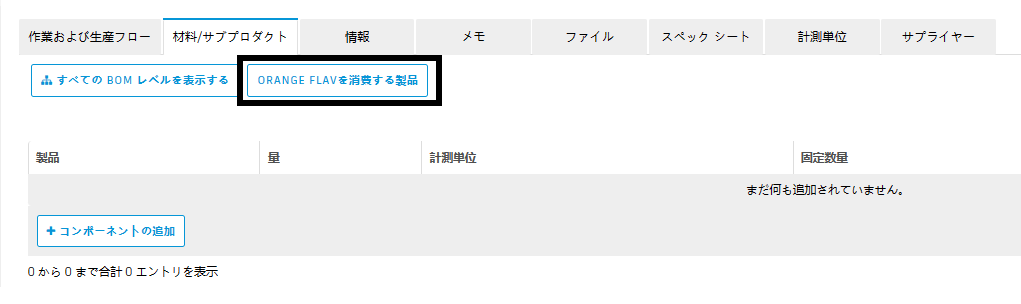 作業および生産フロー 材料/サブプロダクト 情報 メモ ファイル スペック シート 計測単位 サプライヤー
すべての BOM レベルを表示する ORANGE FLAVを消費する製品
製品 量 計測単位 固定数量
まだ何も追加されていません。
+ コンポーネントの追加
0 から 0 まで合計 0 エントリを表示